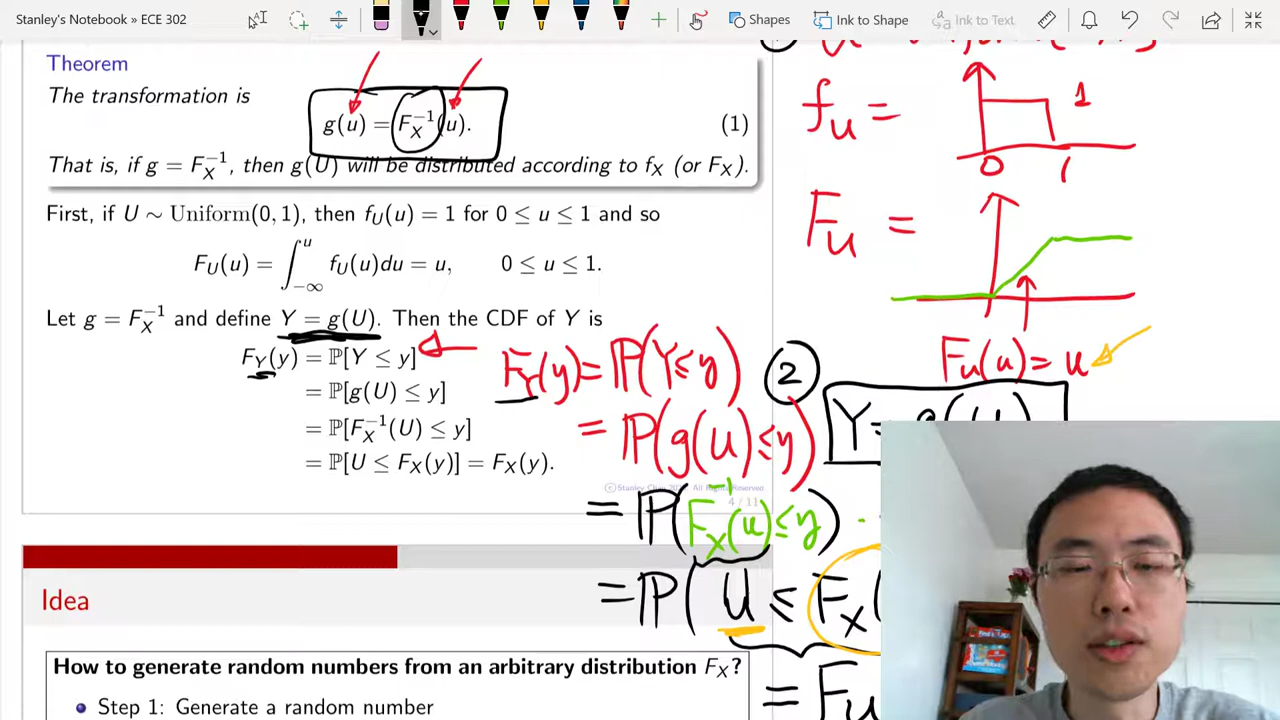 Stanley's Notebook » ECE 302
Shapes
Ink to Shape
Ink to Text
Theorem
The transformation is
g(u) = F_X^{-1}(u). (1)
That is, if g = F_X^{-1}, then g(U) will be distributed according to f_X (or F_X).
First, if U ∼ Uniform(0, 1), then f_U(u) = 1 for 0 ≤ u ≤ 1 and so
F_U(u) = ∫_{-∞}^{u} f_U(u)du = u, 0 ≤ u ≤ 1.
Let g = F_X^{-1} and define Y = g(U). Then the CDF of Y is
F_Y(y) = ℙ[Y ≤ y]
= ℙ[g(U) ≤ y]
= ℙ[F_X^{-1}(U) ≤ y]
= ℙ[U ≤ F_X(y)] = F_X(y).
4 / 11
Idea
How to generate random numbers from an arbitrary distribution F_X?
Step 1: Generate a random number
F_Y(y) = ℙ(Y ≤ y)
= ℙ(g(U) ≤ y)
= ℙ(F_X^{-1}(u) ≤ y)
= ℙ(U ≤ F_X(
= F_U
f_U =
1
0 1
F_U =
F_U(u) = u
2
Y =